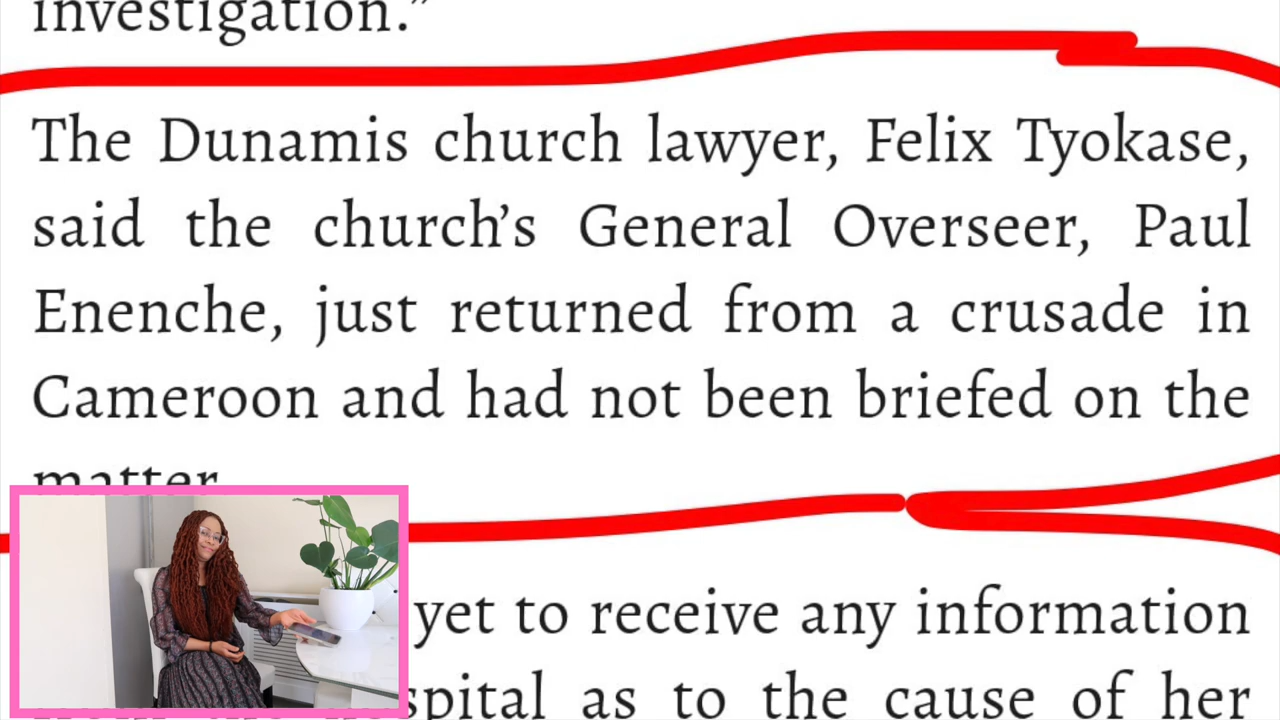 investigation.”
The Dunamis church lawyer, Felix Tyokase,
said the church’s General Overseer, Paul
Enenche, just returned from a crusade in
Cameroon and had not been briefed on the
matter
yet to receive any information
spital as to the cause of her